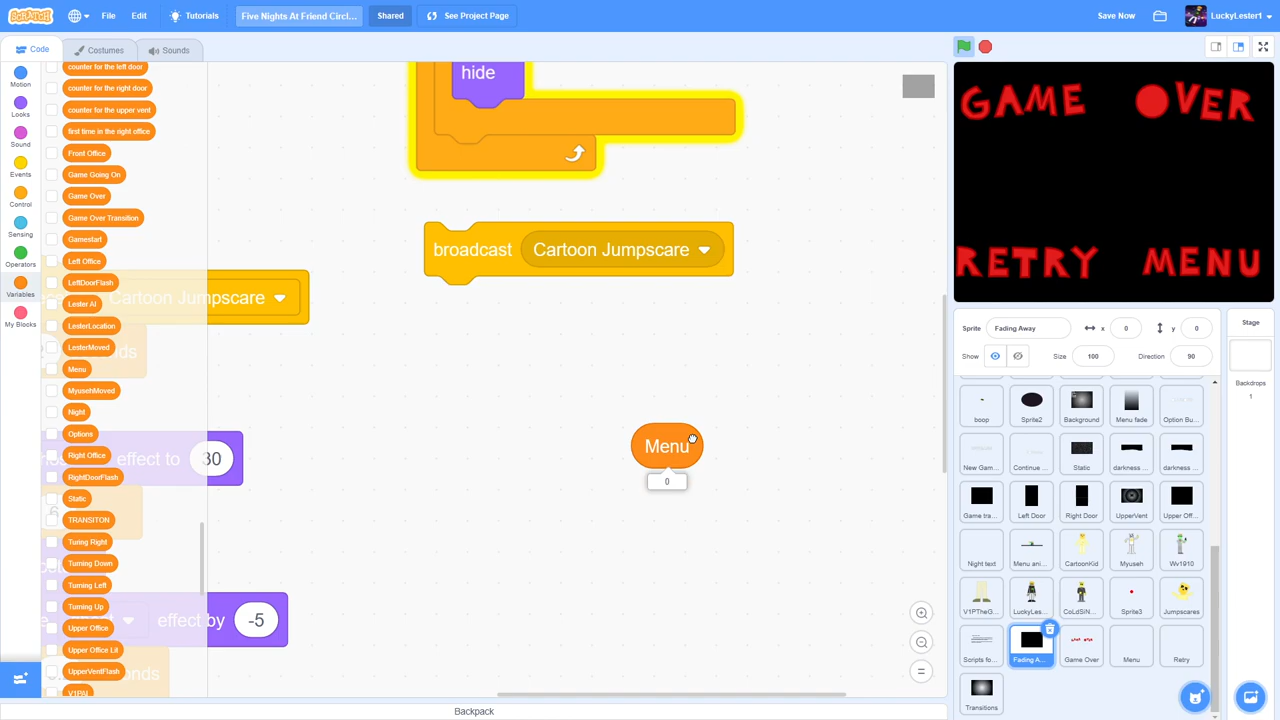 SCRATCH
File
Edit
Tutorials
Five Nights At Friend Circl...
Shared
See Project Page
Save Now
LuckyLester1
Code
Costumes
Sounds
Motion
Looks
Sound
Events
Control
Sensing
Operators
Variables
My Blocks
counter for the left door
counter for the right door
counter for the upper vent
first time in the right office
Front Office
Game Going On
Game Over
Game Over Transition
Gamestart
Left Office
LeftDoorFlash
Lester AI
LesterLocation
LesterMoved
Menu
MyusehMoved
Night
Options
Right Office
RightDoorFlash
Static
TRANSITON
Turing Right
Turning Down
Turning Left
Turning Up
Upper Office
Upper Office Lil
UpperVentFlash
V1PAI
hide
broadcast Cartoon Jumpscare
Cartoon Jumpscare
effect to 30
effect by -5
Menu
0
GAME OVER
RETRY MENU
Sprite Fading Away x 0 y 0
Show Size 100 Direction 90
Stage
Backdrops
1
boop Sprite2 Background Menu fade Option Bu...
New Gam... Continue ... Static darkness ... darkness ...
Game tra... Left Door Right Door UpperVent Upper Off...
Night text Menu ani... CartoonKid Myuseh Wv1910
V1PTheG... LuckyLes... CoLdSiN... Sprite3 Jumpscares
Scripts fo... Fading A... Game Over Menu Retry
Transitions
Backpack